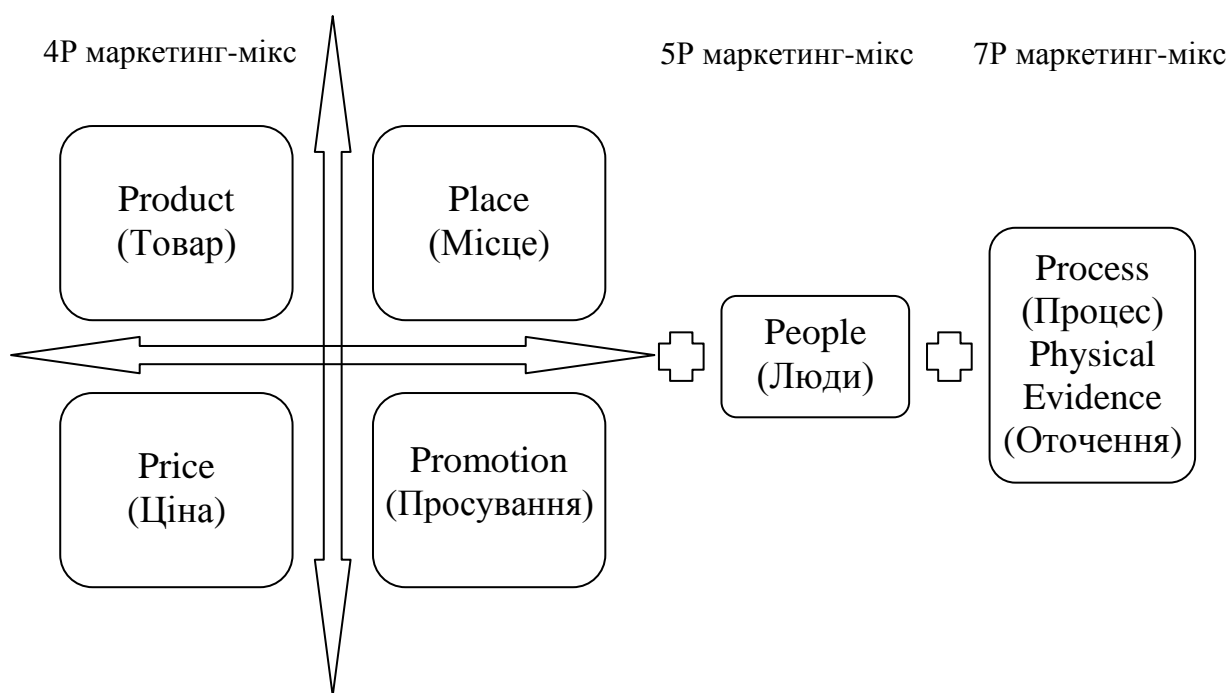 4P маркетинг-мікс
5P маркетинг-мікс
7P маркетинг-мікс
Product
(Товар)
Place
(Місце)
Price
(Ціна)
Promotion
(Просування)
People
(Люди)
Process
(Процес)
Physical
Evidence
(Оточення)